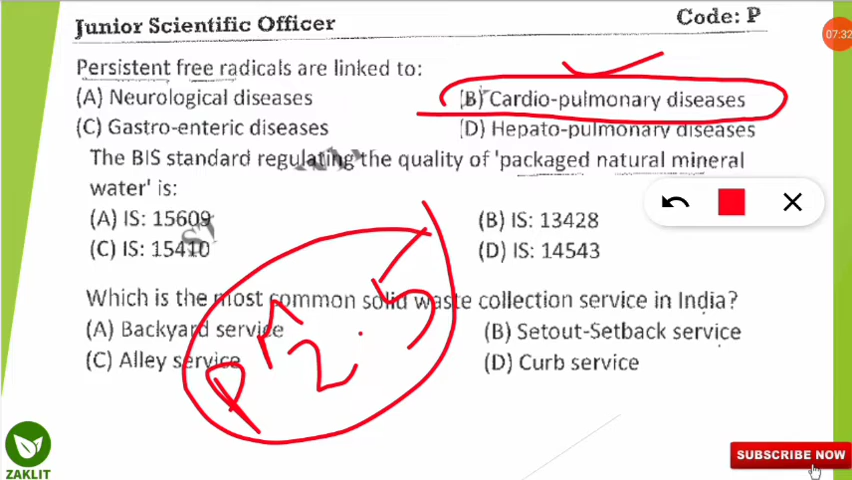 Junior Scientific Officer
Code: P
07:32
Persistent free radicals are linked to:
(A) Neurological diseases
(B) Cardio-pulmonary diseases
(C) Gastro-enteric diseases
(D) Hepato-pulmonary diseases
The BIS standard regulating the quality of 'packaged natural mineral
water' is:
(A) IS: 15609
(B) IS: 13428
(C) IS: 15410
(D) IS: 14543
Which is the most common solid waste collection service in India?
(A) Backyard service
(B) Setout-Setback service
(C) Alley service
(D) Curb service
PM 2.5
ZAKLIT
SUBSCRIBE NOW